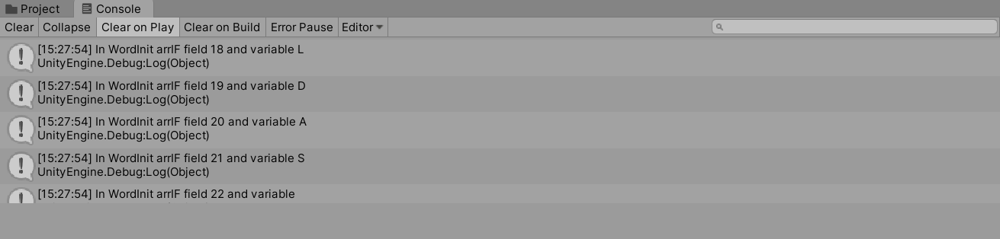 Project Console
Clear Collapse Clear on Play Clear on Build Error Pause Editor
[15:27:54] In WordInit arrIF field 18 and variable L
UnityEngine.Debug:Log(Object)
[15:27:54] In WordInit arrIF field 19 and variable D
UnityEngine.Debug:Log(Object)
[15:27:54] In WordInit arrIF field 20 and variable A
UnityEngine.Debug:Log(Object)
[15:27:54] In WordInit arrIF field 21 and variable S
UnityEngine.Debug:Log(Object)
[15:27:54] In WordInit arrIF field 22 and variable